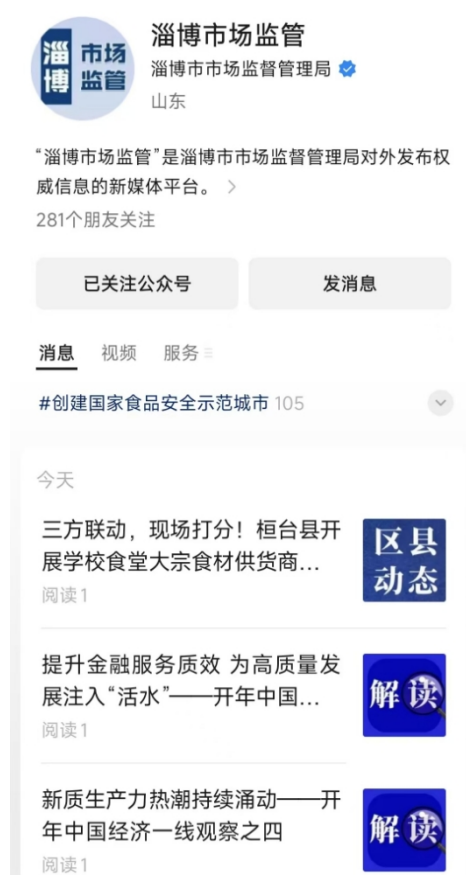 淄博
市场
监管
淄博市场监管
淄博市市场监督管理局
山东
“淄博市场监管”是淄博市市场监督管理局对外发布权
威信息的新媒体平台。
281个朋友关注
已关注公众号
发消息
消息
视频
服务
#创建国家食品安全示范城市 105
今天
三方联动，现场打分！桓台县开
展学校食堂大宗食材供货商...
阅读1
区县
动态
提升金融服务质效 为高质量发
展注入“活水”——开年中国...
阅读1
解读
新质生产力热潮持续涌动——开
年中国经济一线观察之四
阅读1
解读